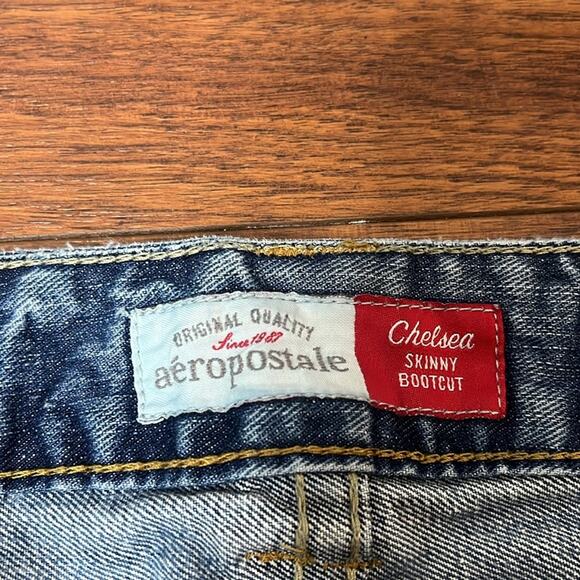 ORIGINAL QUALITY
Since 1987
aéropostale
Chelsea
SKINNY
BOOTCUT